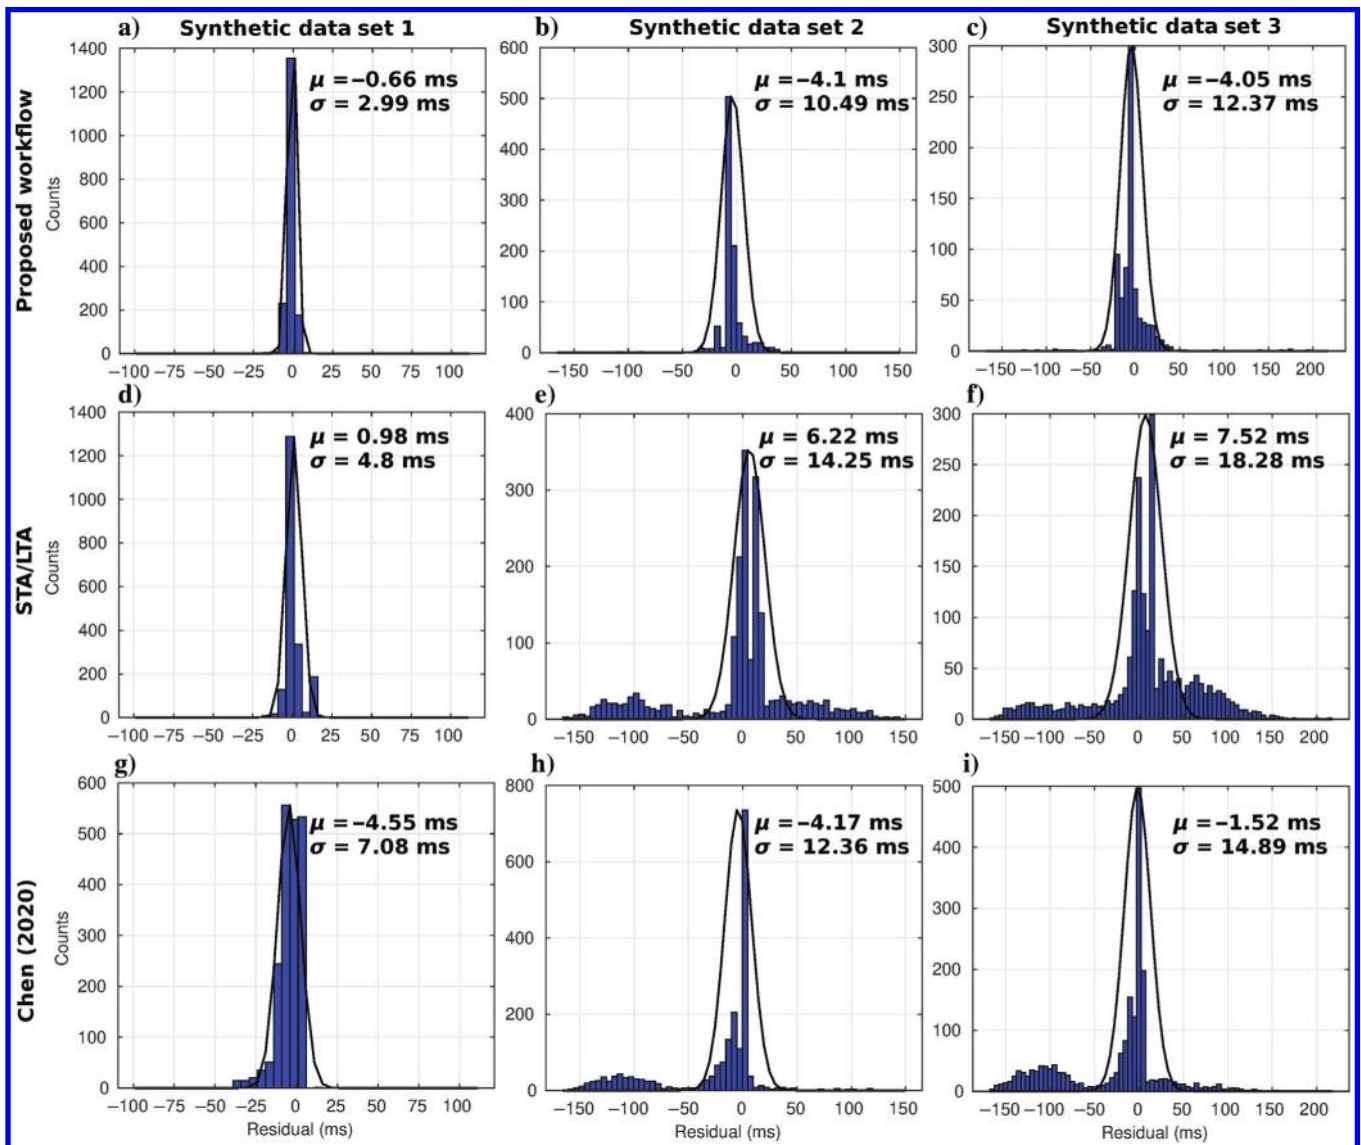 a) Synthetic data set 1
b) Synthetic data set 2
c) Synthetic data set 3
Proposed workflow
Counts
1400
1200
1000
800
600
400
200
0
μ =−0.66 ms
σ = 2.99 ms
−100 −75 −50 −25 0 25 50 75 100
600
500
400
300
200
100
0
μ =−4.1 ms
σ = 10.49 ms
−150 −100 −50 0 50 100 150
300
250
200
150
100
50
0
μ =−4.05 ms
σ = 12.37 ms
−150 −100 −50 0 50 100 150 200
STA/LTA
Counts
d)
1400
1200
1000
800
600
400
200
0
μ = 0.98 ms
σ = 4.8 ms
−100 −75 −50 −25 0 25 50 75 100
e)
400
300
200
100
0
μ = 6.22 ms
σ = 14.25 ms
−150 −100 −50 0 50 100 150
f)
300
250
200
150
100
50
0
μ = 7.52 ms
σ = 18.28 ms
−150 −100 −50 0 50 100 150 200
Chen (2020)
Counts
g)
600
500
400
300
200
100
0
μ =−4.55 ms
σ = 7.08 ms
−100 −75 −50 −25 0 25 50 75 100
Residual (ms)
h)
800
600
400
200
0
μ =−4.17 ms
σ = 12.36 ms
−150 −100 −50 0 50 100 150
Residual (ms)
i)
500
400
300
200
100
0
μ =−1.52 ms
σ = 14.89 ms
−150 −100 −50 0 50 100 150 200
Residual (ms)